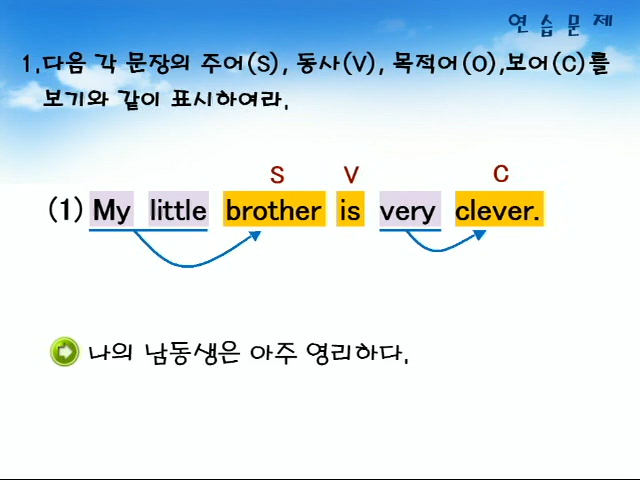 연 습 문 제
1.다음 각 문장의 주어(S), 동사(V), 목적어(O),보어(C)를
보기와 같이 표시하여라.
S V C
(1) My little brother is very clever.
나의 남동생은 아주 영리하다.